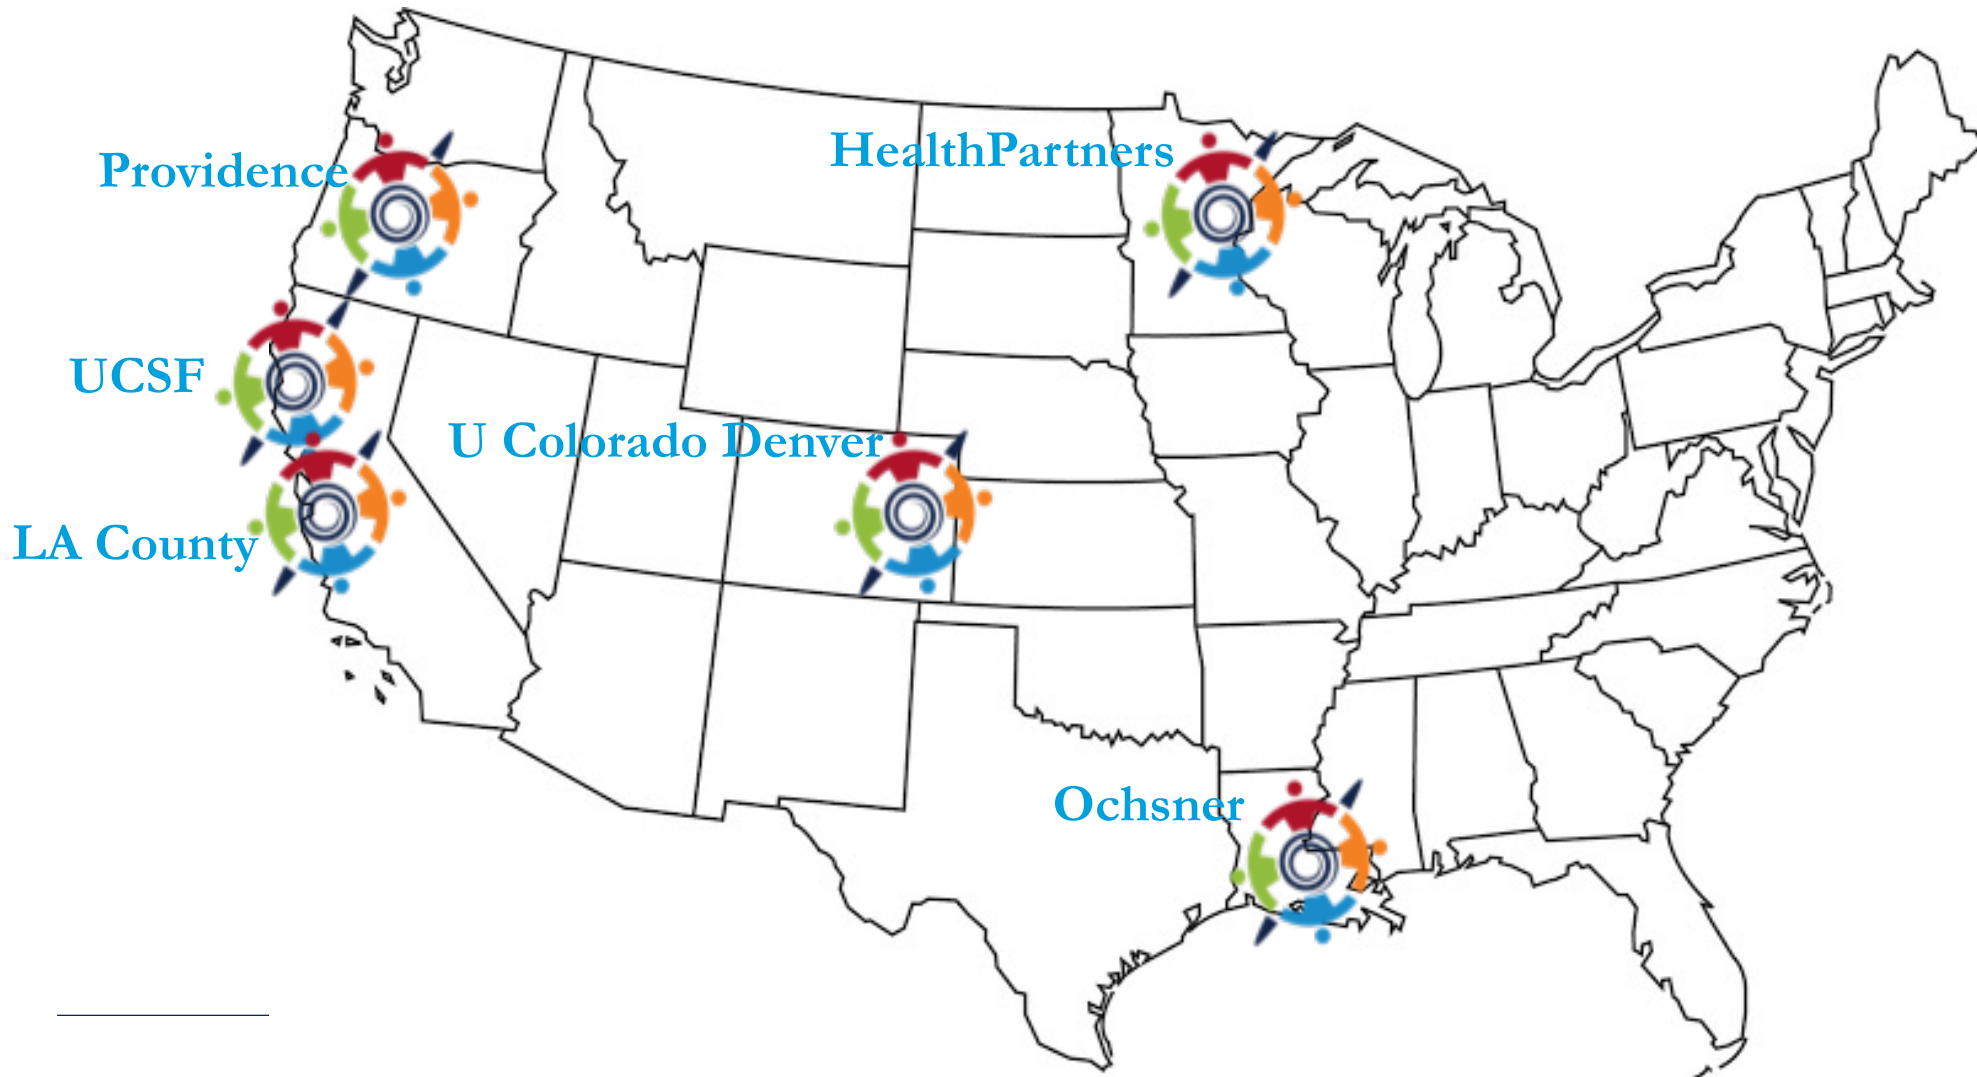 HealthPartners
Providence
UCSF
U Colorado Denver
LA County
Ochsner